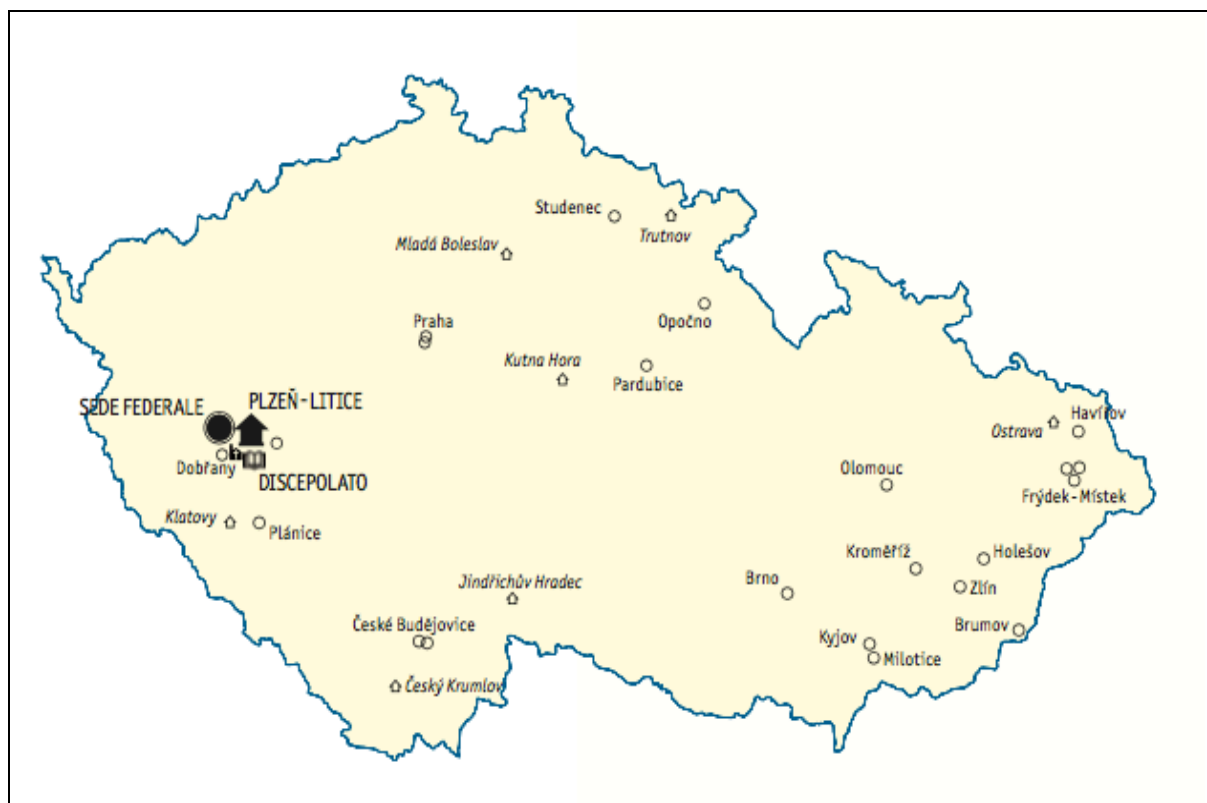 Studenec
Trutnov
Mladá Boleslav
Opočno
Praha
Kutna Hora
Pardubice
SEDE FEDERALE
PLZEŇ-LITICE
Havířov
Ostrava
Dobřany
DISCEPOLATO
Olomouc
Frýdek-Místek
Klatovy
Plánice
Kroměříž
Holešov
Jindřichův Hradec
Brno
Zlín
České Budějovice
Brumov
Kyjov
Milotice
Český Krumlov